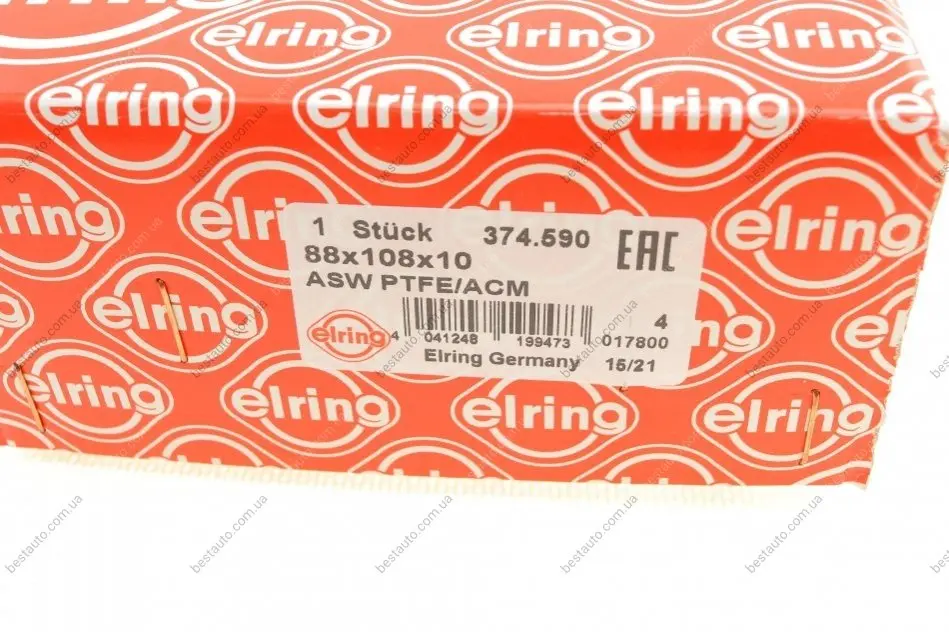 elring elring elring
elring elring elring
elring elring elring elring
1 Stück 374.590 EAC
88x108x10
ASW PTFE/ACM
elring
4 041248 199473
4
017800
Elring Germany 15/21
elring elring elring
elring elring elring elring
bestauto.com.ua